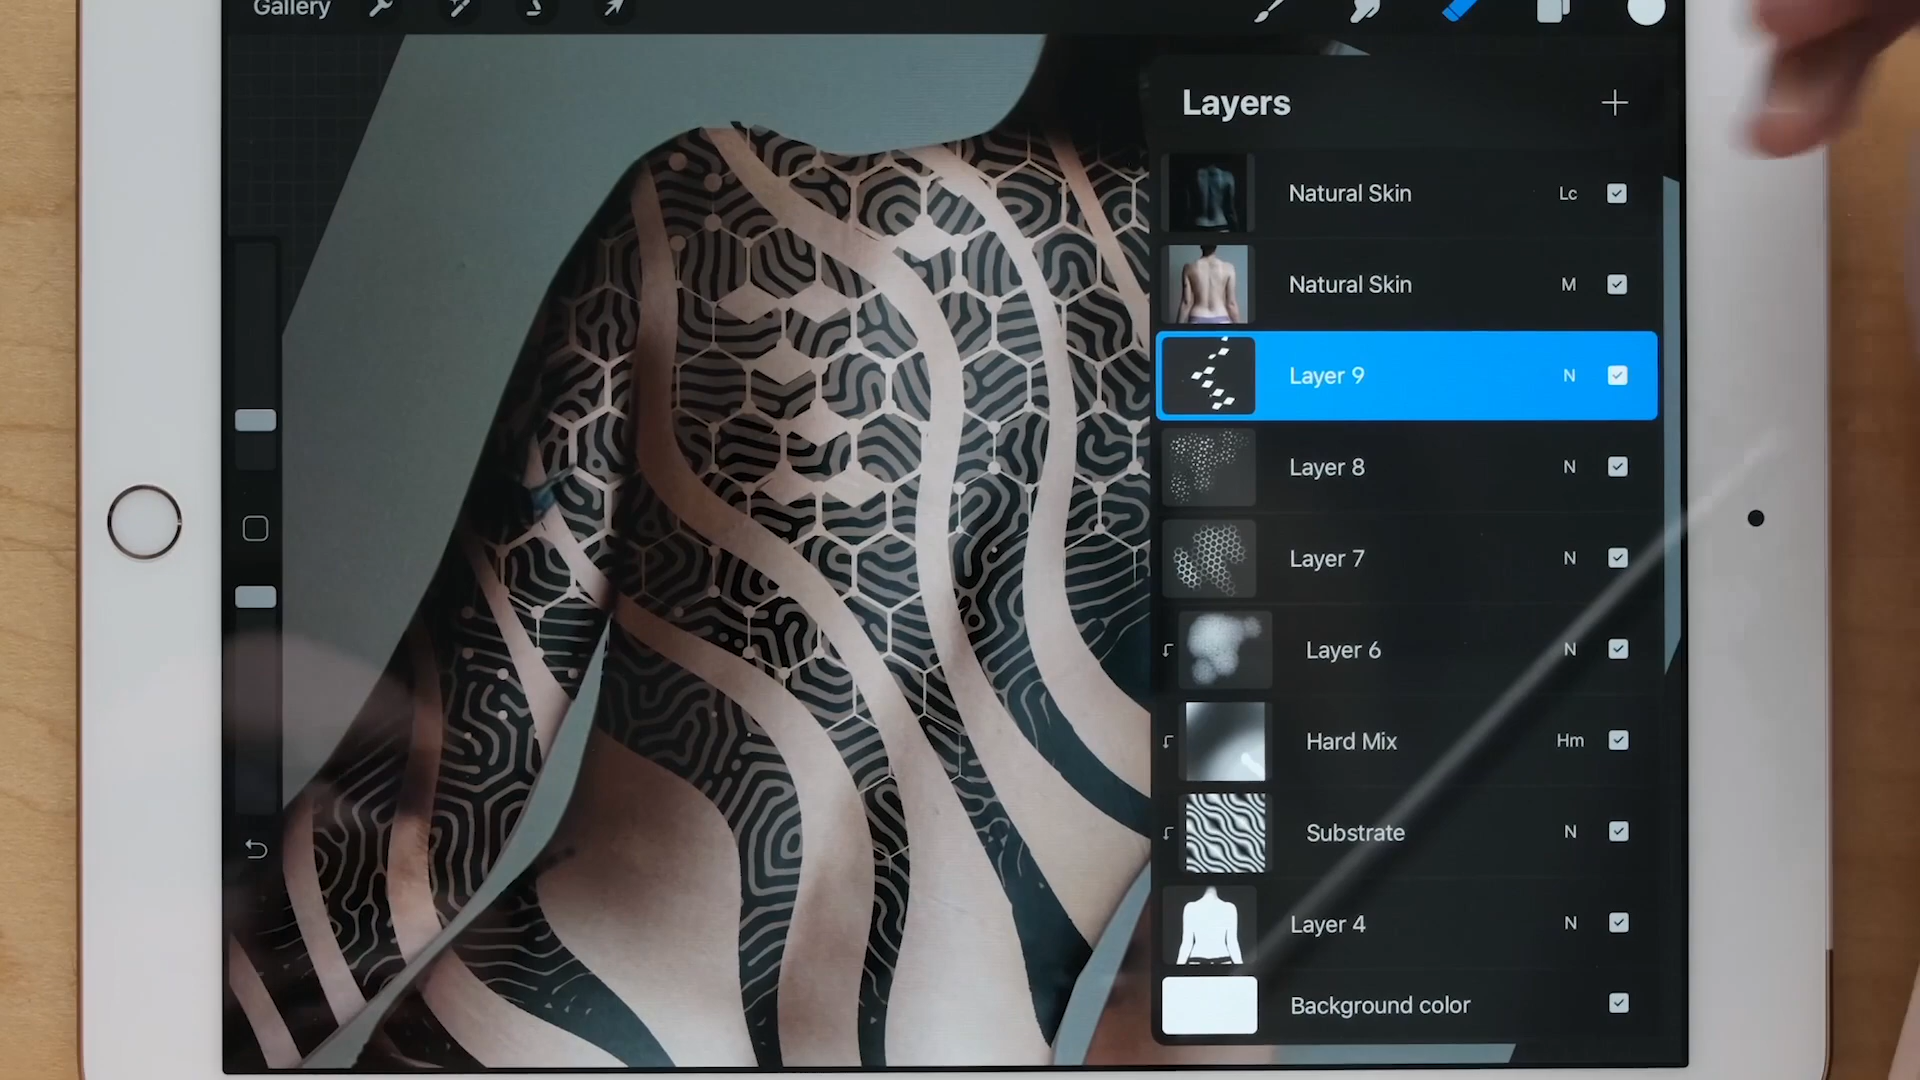 Gallery
Layers
Natural Skin Lc
Natural Skin M
Layer 9 N
Layer 8 N
Layer 7 N
Layer 6 N
Hard Mix Hm
Substrate N
Layer 4 N
Background color